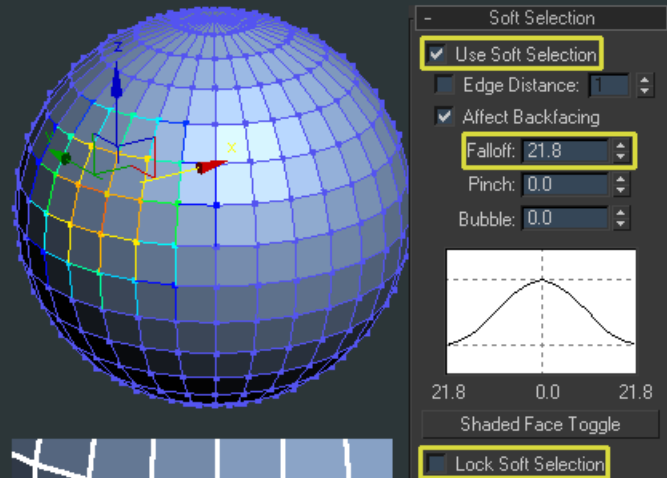 - Soft Selection
Use Soft Selection
Edge Distance: 1
Affect Backfacing
Falloff: 21.8
Pinch: 0.0
Bubble: 0.0
21.8 0.0 21.8
Shaded Face Toggle
Lock Soft Selection
z
x